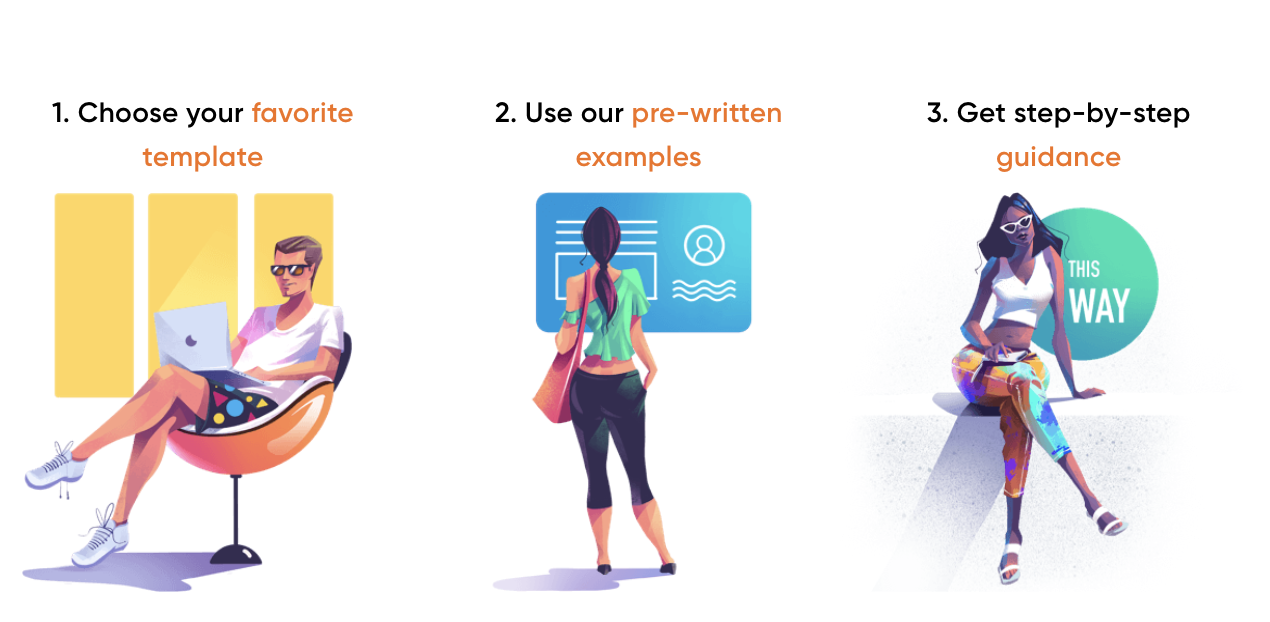 1. Choose your favorite
template
2. Use our pre-written
examples
3. Get step-by-step
guidance
THIS
WAY